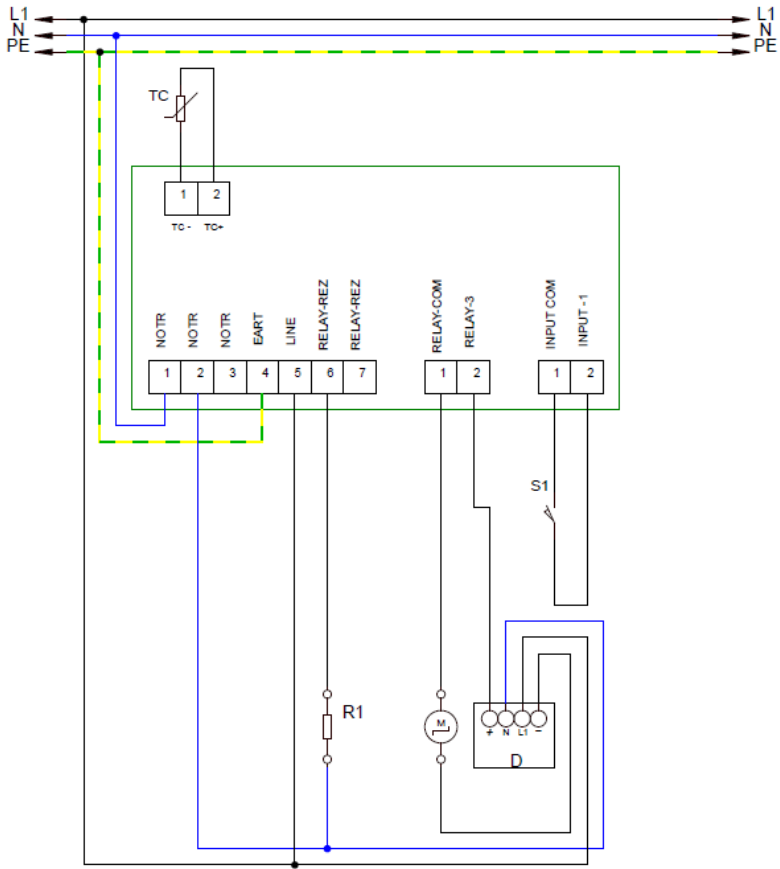 L1 L1
N N
PE PE
TC
1 2
TC - TC+
NOTR NOTR NOTR EART LINE RELAY-REZ RELAY-REZ RELAY-COM RELAY-3 INPUT COM INPUT -1
1 2 3 4 5 6 7 1 2 1 2
S1
R1
M
+ N L1 -
D